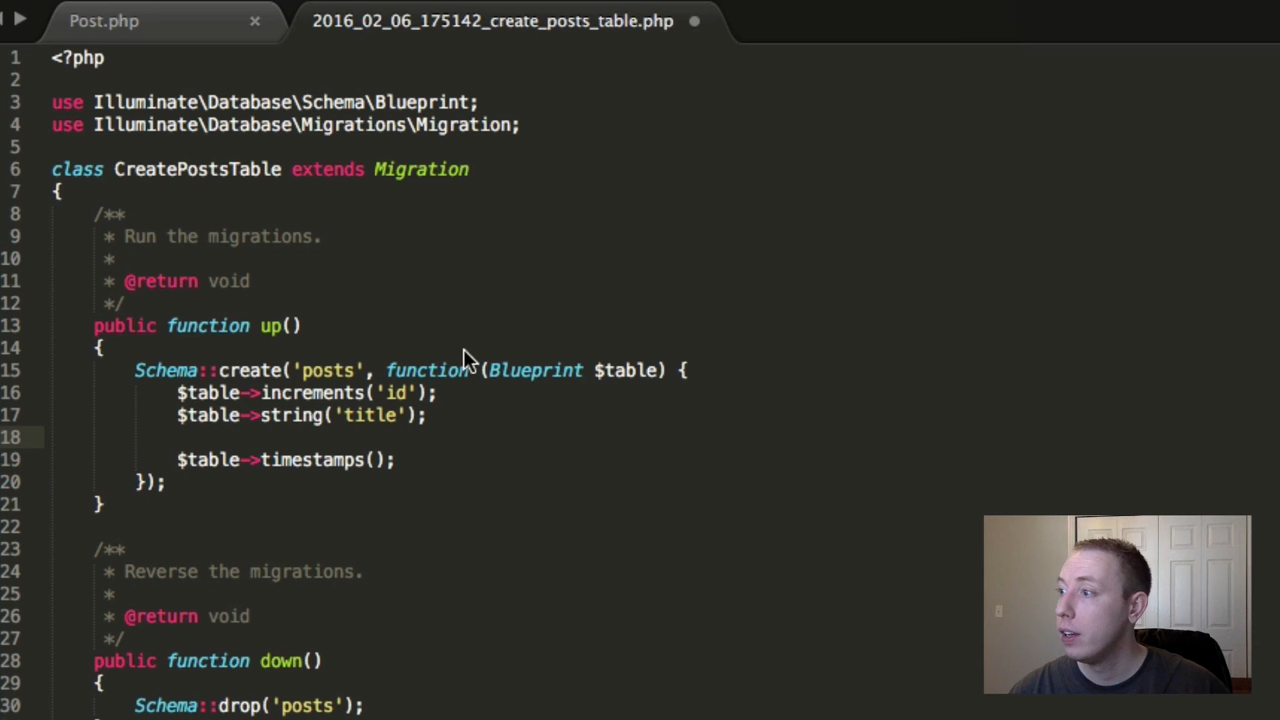 Post.php
2016_02_06_175142_create_posts_table.php
1 <?php
2
3 use Illuminate\Database\Schema\Blueprint;
4 use Illuminate\Database\Migrations\Migration;
5
6 class CreatePostsTable extends Migration
7 {
8 /**
9 * Run the migrations.
10 *
11 * @return void
12 */
13 public function up()
14 {
15 Schema::create('posts', function (Blueprint $table) {
16 $table->increments('id');
17 $table->string('title');
18
19 $table->timestamps();
20 });
21 }
22
23 /**
24 * Reverse the migrations.
25 *
26 * @return void
27 */
28 public function down()
29 {
30 Schema::drop('posts');